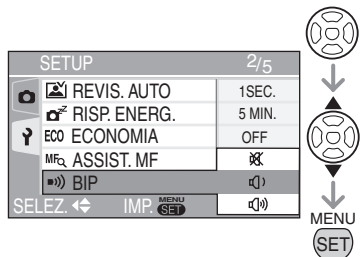 SETUP 2/5
REVIS. AUTO 1SEC.
RISP. ENERG. 5 MIN.
ECO ECONOMIA OFF
MF ASSIST. MF
BIP
SELEZ. IMP. MENU SET
MENU
SET